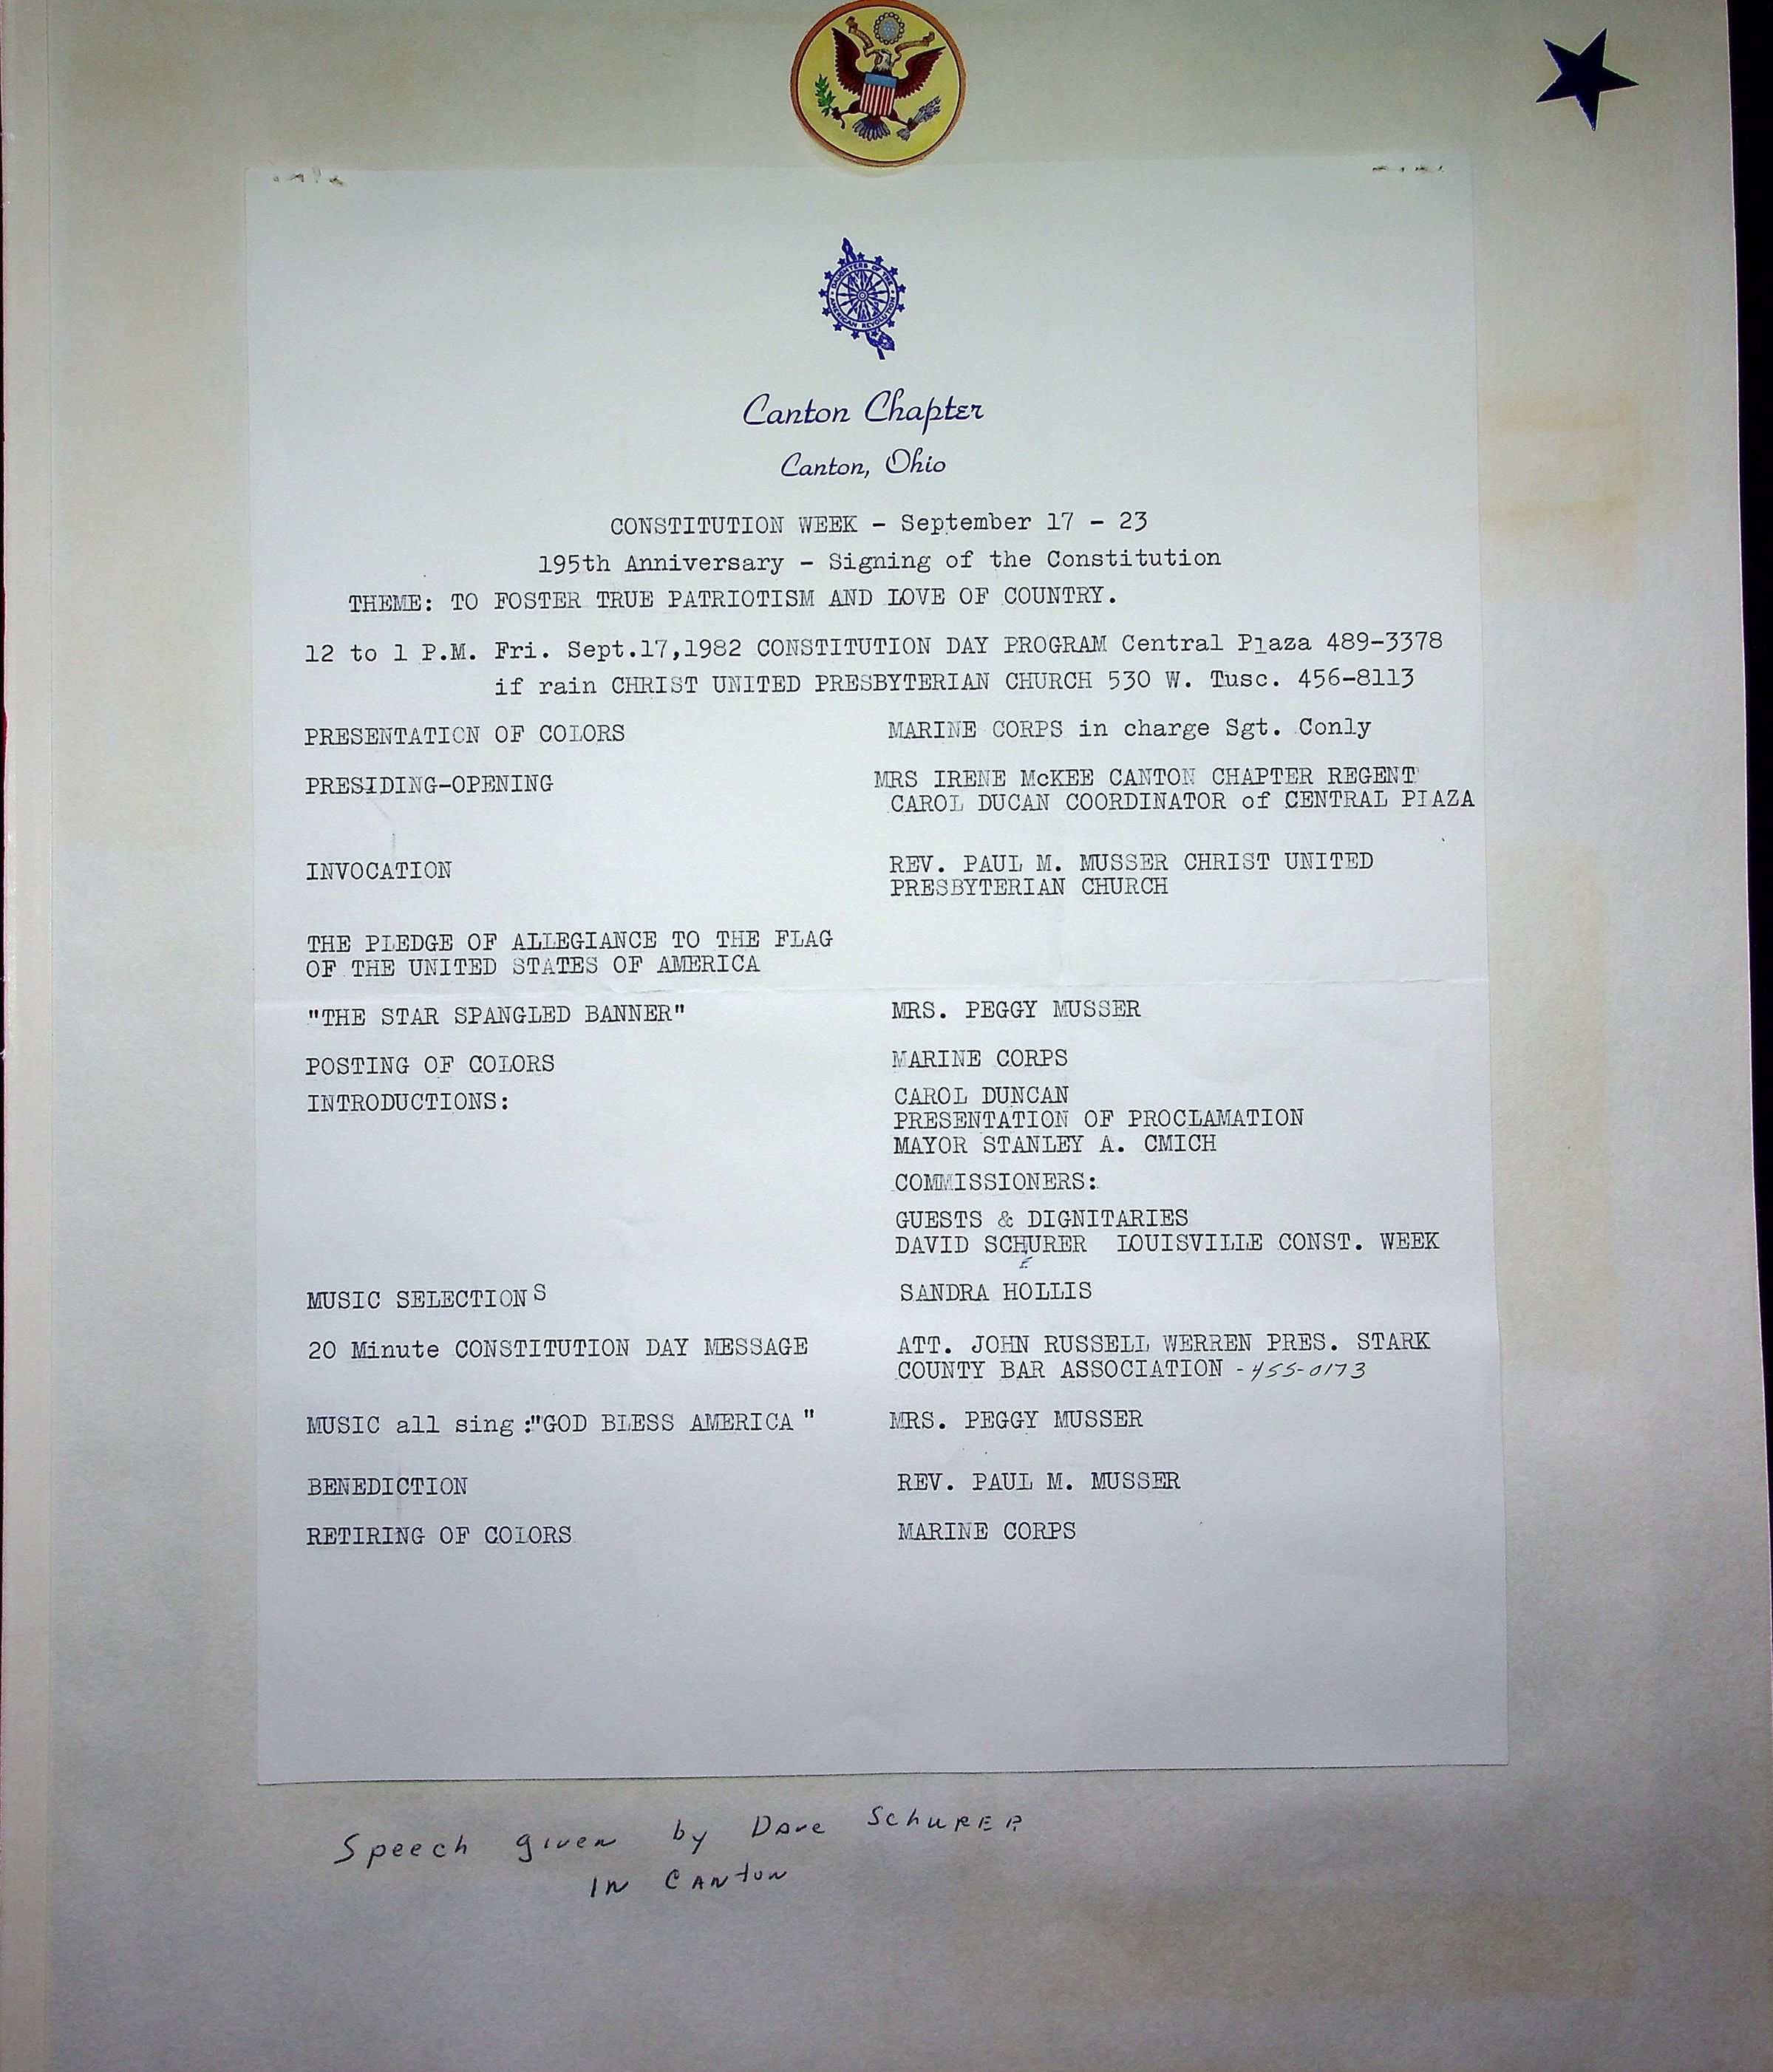 DAUGHTERS OF THE AMERICAN REVOLUTION
Canton Chapter
Canton, Ohio
CONSTITUTION WEEK - September 17 - 23
195th Anniversary - Signing of the Constitution
THEME: TO FOSTER TRUE PATRIOTISM AND LOVE OF COUNTRY.
12 to 1 P.M. Fri. Sept.17,1982 CONSTITUTION DAY PROGRAM Central Plaza 489-3378
if rain CHRIST UNITED PRESBYTERIAN CHURCH 530 W. Tusc. 456-8113
PRESENTATION OF COLORS MARINE CORPS in charge Sgt. Conly
PRESIDING-OPENING MRS IRENE McKEE CANTON CHAPTER REGENT
CAROL DUCAN COORDINATOR of CENTRAL PLAZA
INVOCATION REV. PAUL M. MUSSER CHRIST UNITED
PRESBYTERIAN CHURCH
THE PLEDGE OF ALLEGIANCE TO THE FLAG
OF THE UNITED STATES OF AMERICA
"THE STAR SPANGLED BANNER" MRS. PEGGY MUSSER
POSTING OF COLORS MARINE CORPS
INTRODUCTIONS: CAROL DUNCAN
PRESENTATION OF PROCLAMATION
MAYOR STANLEY A. CMICH
COMMISSIONERS:
GUESTS & DIGNITARIES
DAVID SCHURER LOUISVILLE CONST. WEEK
MUSIC SELECTIONS SANDRA HOLLIS
20 Minute CONSTITUTION DAY MESSAGE ATT. JOHN RUSSELL WERREN PRES. STARK
COUNTY BAR ASSOCIATION - 455-0173
MUSIC all sing :"GOD BLESS AMERICA " MRS. PEGGY MUSSER
BENEDICTION REV. PAUL M. MUSSER
RETIRING OF COLORS MARINE CORPS
Speech given by Dave SchURER
IN CANton